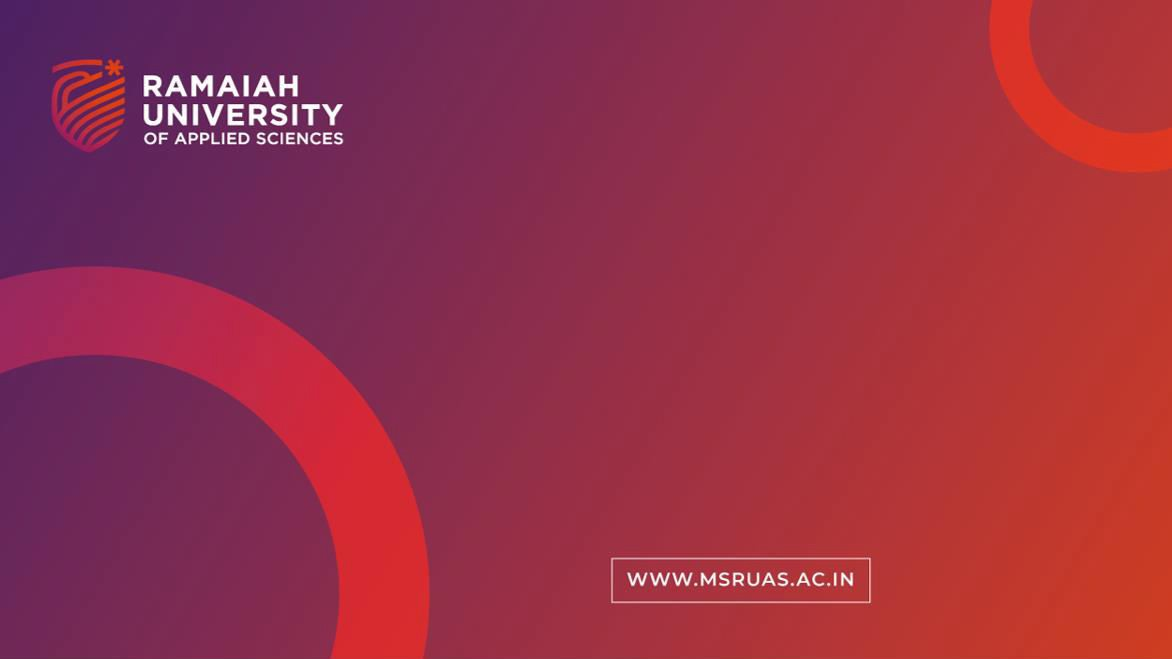 RAMAIAH
UNIVERSITY
OF APPLIED SCIENCES
WWW.MSRUAS.AC.IN